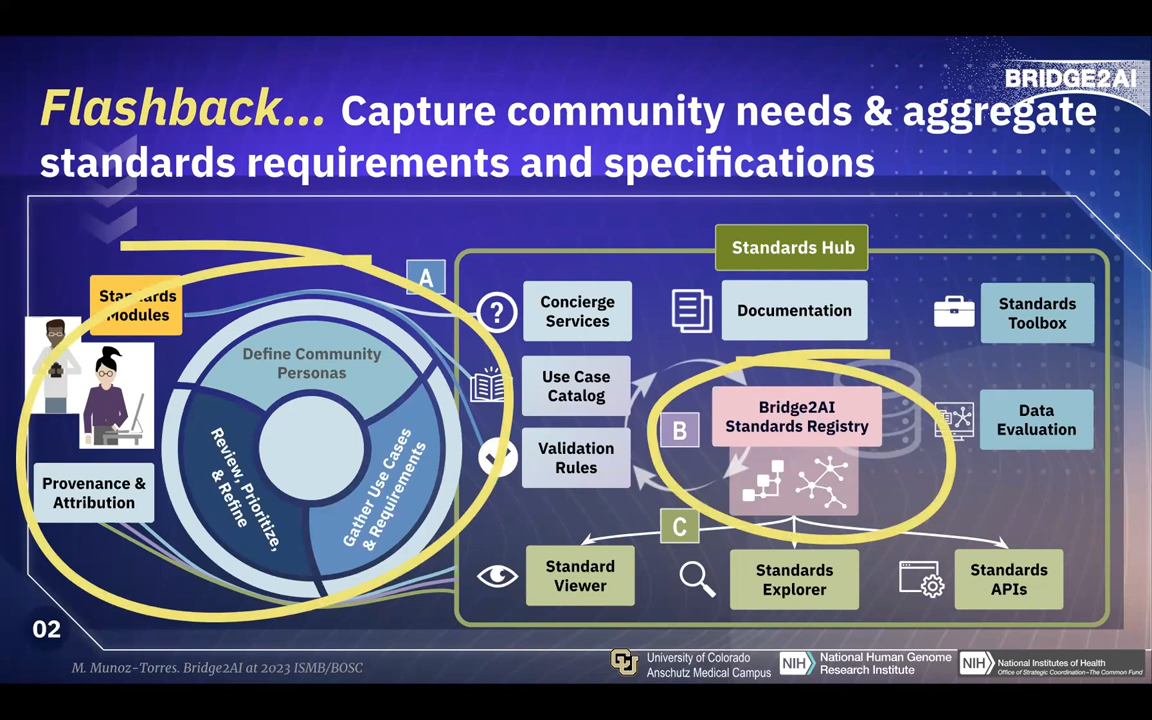 BRIDGE2AI
Flashback... Capture community needs & aggregate
standards requirements and specifications
Standards Hub
A
Standards
Modules
Define Community
Personas
Review, Prioritize,
& Refine
Gather Use Cases
& Requirements
Provenance &
Attribution
?
Concierge
Services
Documentation
Standards
Toolbox
Use Case
Catalog
B
Bridge2AI
Standards Registry
Data
Evaluation
Validation
Rules
C
Standard
Viewer
Standards
Explorer
Standards
APIs
02
M. Munoz-Torres. Bridge2AI at 2023 ISMB/BOSC
CU
University of Colorado
Anschutz Medical Campus
NIH
National Human Genome
Research Institute
NIH
National Institutes of Health
Office of Strategic Coordination–The Common Fund